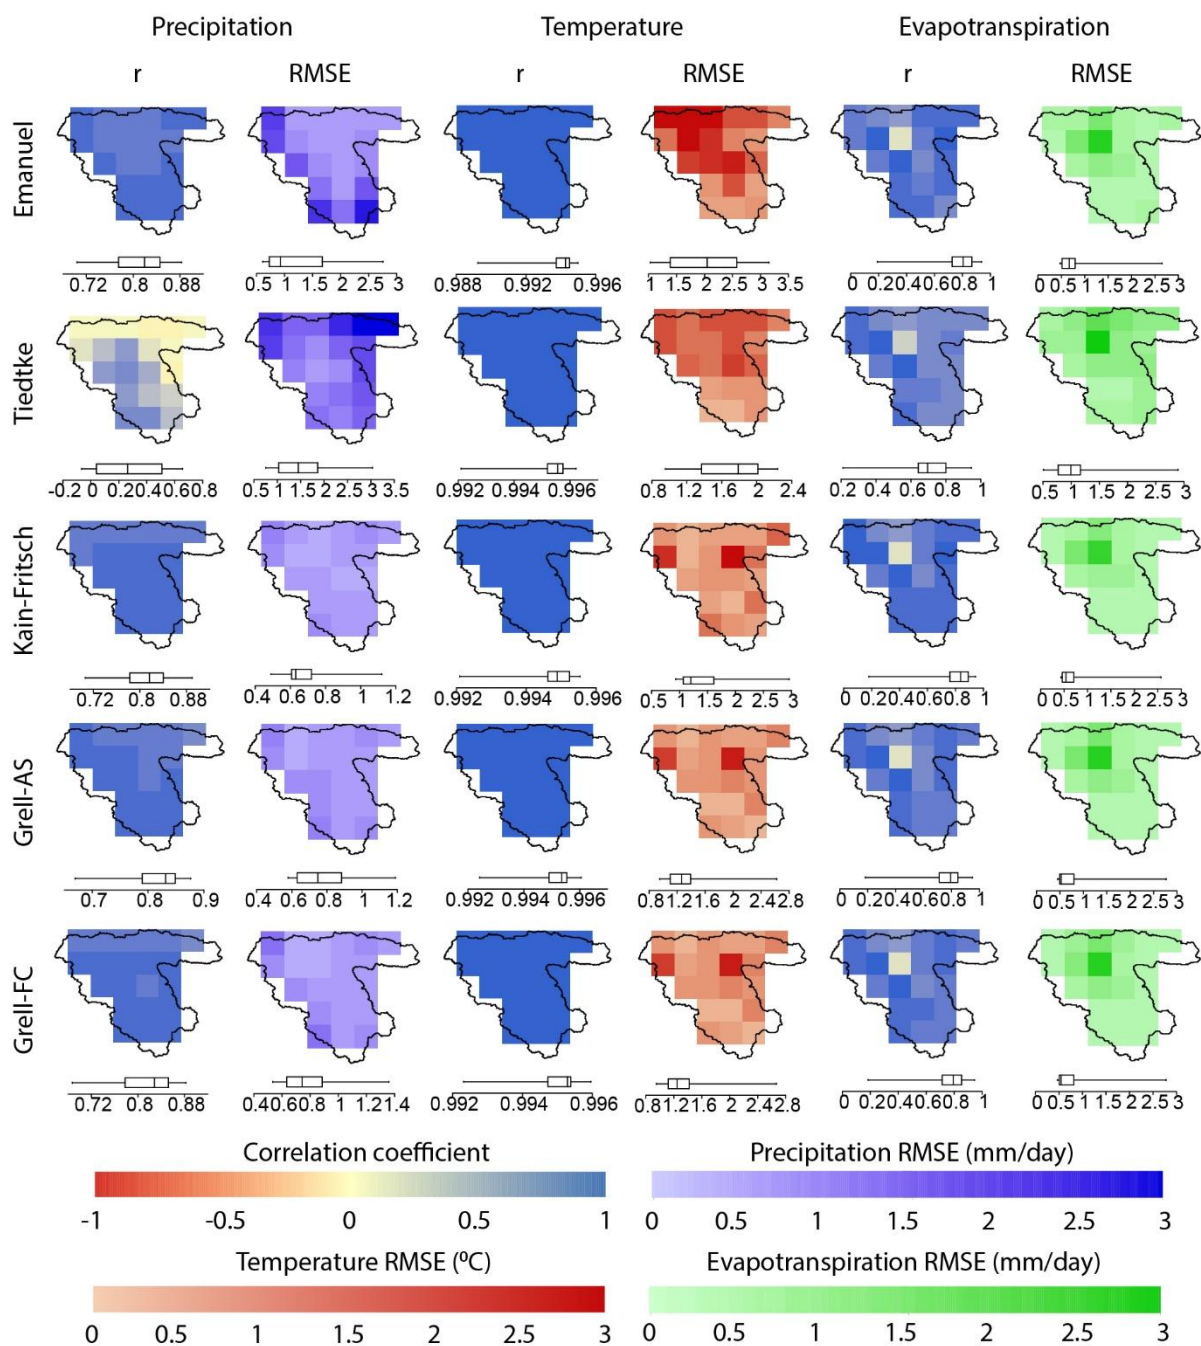 Precipitation Temperature Evapotranspiration
r RMSE r RMSE r RMSE
Emanuel
0.72 0.8 0.88 0.5 1 1.5 2 2.5 3 0.988 0.992 0.996 1 1.5 2 2.5 3 3.5 0 0.20.40.60.8 1 0 0.5 1 1.5 2 2.5 3
Tiedtke
-0.2 0 0.20.40.60.8 0.5 1 1.5 2 2.5 3 3.5 0.992 0.994 0.996 0.8 1.2 1.6 2 2.4 0.2 0.4 0.6 0.8 1 0.5 1 1.5 2 2.5 3
Kain-Fritsch
0.72 0.8 0.88 0.4 0.6 0.8 1 1.2 0.992 0.994 0.996 0.5 1 1.5 2 2.5 3 0 0.20.40.60.8 1 0 0.5 1 1.5 2 2.5 3
Grell-AS
0.7 0.8 0.9 0.4 0.6 0.8 1 1.2 0.992 0.994 0.996 0.8 1.21.6 2 2.42.8 0 0.20.40.60.8 1 0 0.5 1 1.5 2 2.5 3
Grell-FC
0.72 0.8 0.88 0.40.60.8 1 1.21.4 0.992 0.994 0.996 0.8 1.21.6 2 2.42.8 0 0.20.40.60.8 1 0 0.5 1 1.5 2 2.5 3
Correlation coefficient Precipitation RMSE (mm/day)
-1 -0.5 0 0.5 1 0 0.5 1 1.5 2 2.5 3
Temperature RMSE (ºC) Evapotranspiration RMSE (mm/day)
0 0.5 1 1.5 2 2.5 3 0 0.5 1 1.5 2 2.5 3